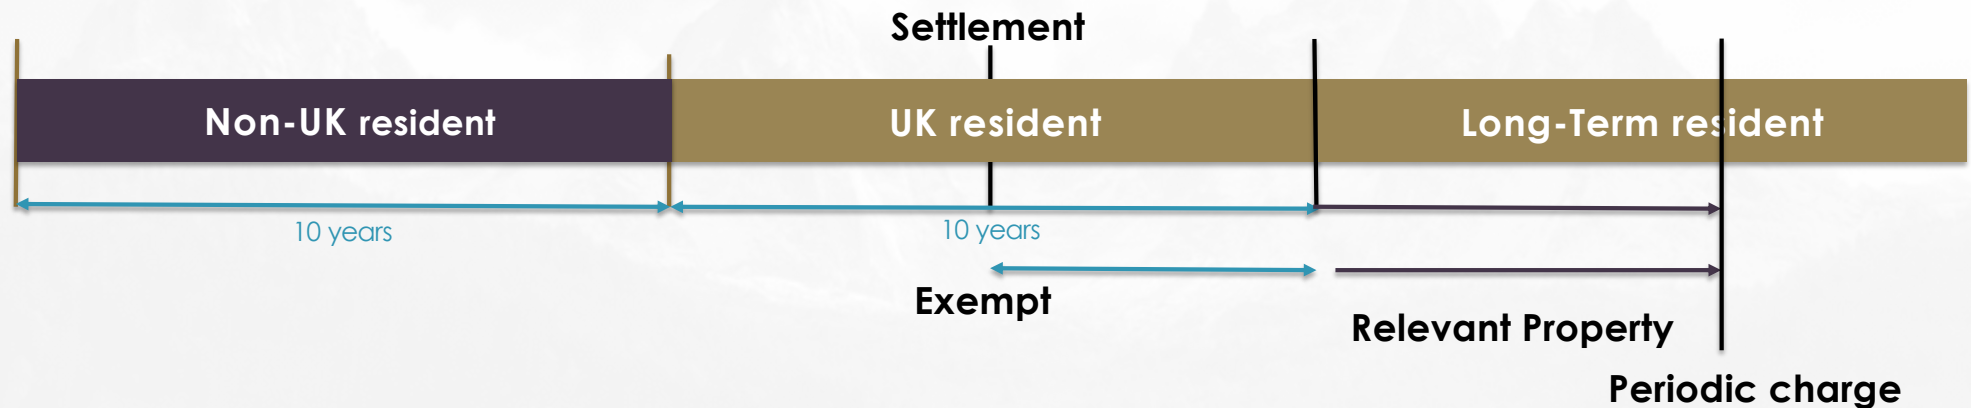 Settlement
Non-UK resident
UK resident
Long-Term resident
10 years
10 years
Exempt
Relevant Property
Periodic charge